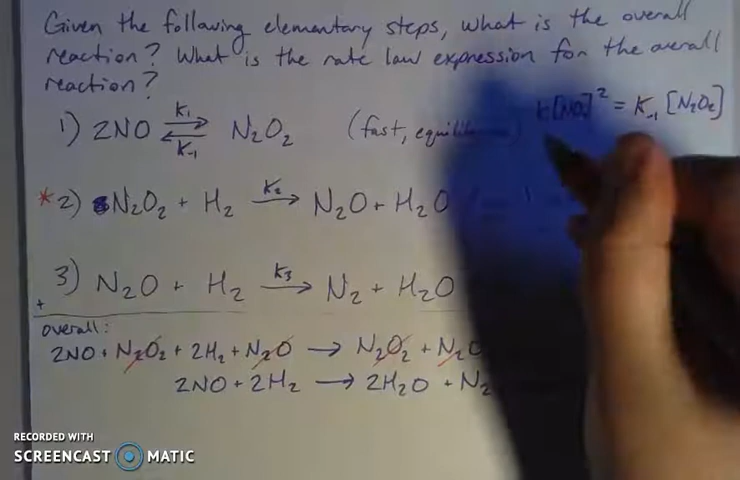 Given the following elementary steps, what is the overall
reaction? What is the rate law expression for the overall
reaction?
1) 2NO ⇌ N₂O₂ (fast,
K₁
K₋₁
[NO]² = K₋₁ [N₂O₂]
*2) N₂O₂ + H₂ →K₂ N₂O + H₂O
3) N₂O + H₂ →K₃ N₂ + H₂O
+
overall:
2NO + N₂O₂ + 2H₂ + N₂O → N₂O₂ + N₂O
2NO + 2H₂ → 2H₂O + N₂
RECORDED WITH
SCREENCAST MATIC